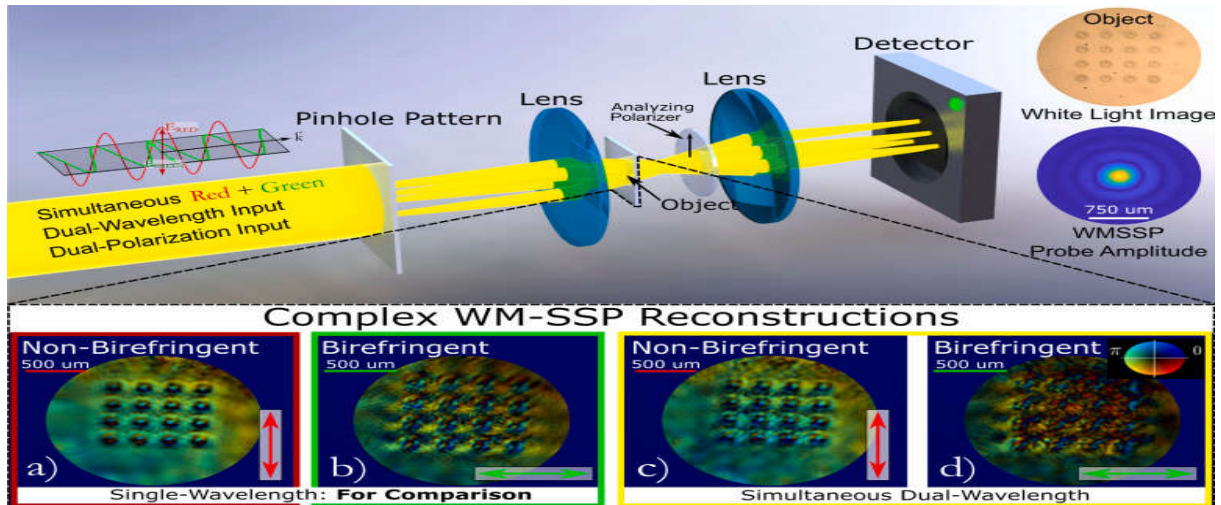 Object
Detector
Lens
Lens
Analyzing
Polarizer
Pinhole Pattern
White Light Image
E_RED
k
Simultaneous Red + Green
Dual-Wavelength Input
Dual-Polarization Input
Object
750 um
WMSSP
Probe Amplitude
Complex WM-SSP Reconstructions
Non-Birefringent
500 um
a)
Birefringent
500 um
b)
Single-Wavelength: For Comparison
Non-Birefringent
500 um
c)
Birefringent
500 um
π 0
d)
Simultaneous Dual-Wavelength